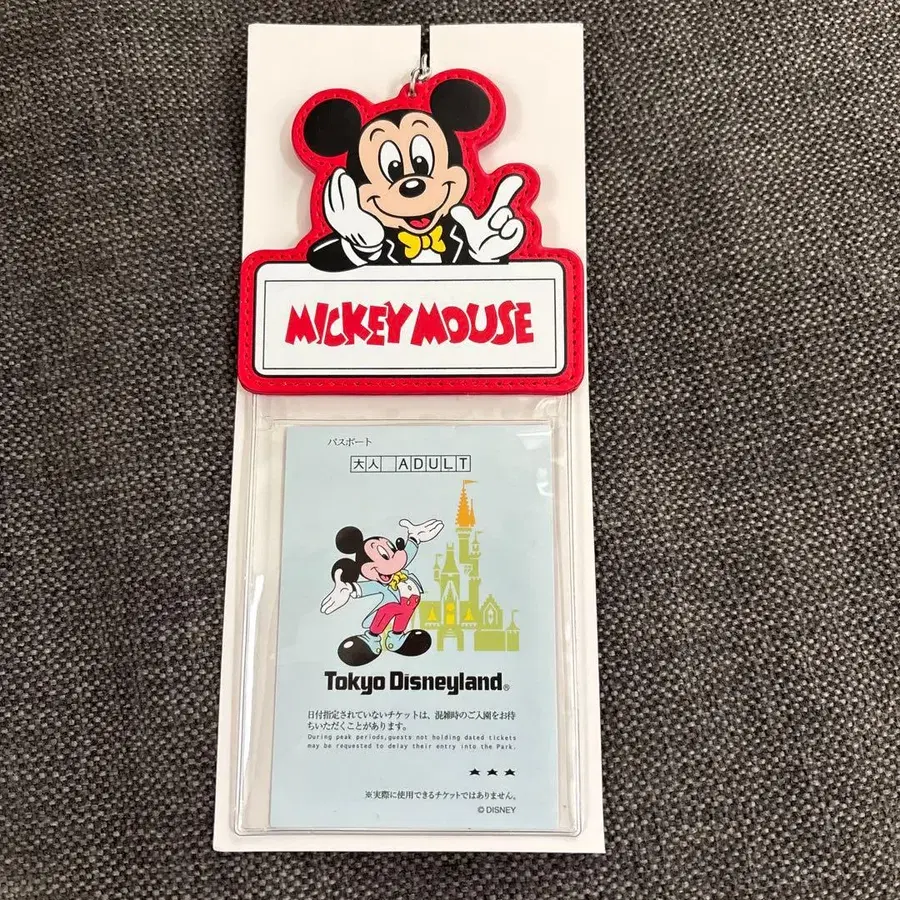 MICKEY MOUSE
パスポート
大人 ADULT
Tokyo Disneyland®
日付指定されていないチケットは、混雑時のご入園をお待
ちいただくことがあります。
During peak periods,guests not holding dated tickets
may be requested to delay their entry into the Park.
★★★
※実際に使用できるチケットではありません。
© DISNEY